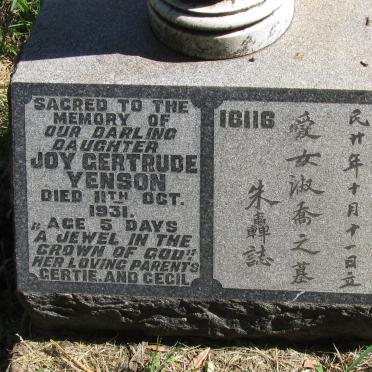 SACRED TO THE
MEMORY OF
OUR DARLING
DAUGHTER
JOY GERTRUDE
YENSON
DIED 11TH OCT.
1931.
AGE 5 DAYS
"A JEWEL IN THE
CROWN OF GOD"
HER LOVING PARENTS
GERTIE. AND CECIL
16116
民廿年十月十一日立
愛女淑喬之墓
朱轟誌